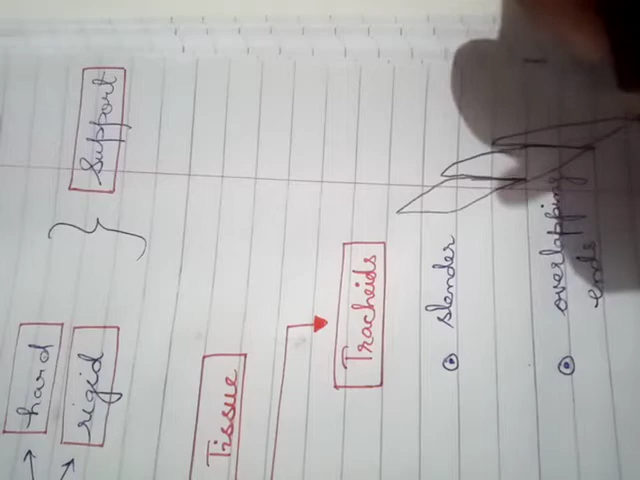 → hard
→ rigid
} Support
Tissue
Tracheids
⊙ slender
⊙ overlapping
ends